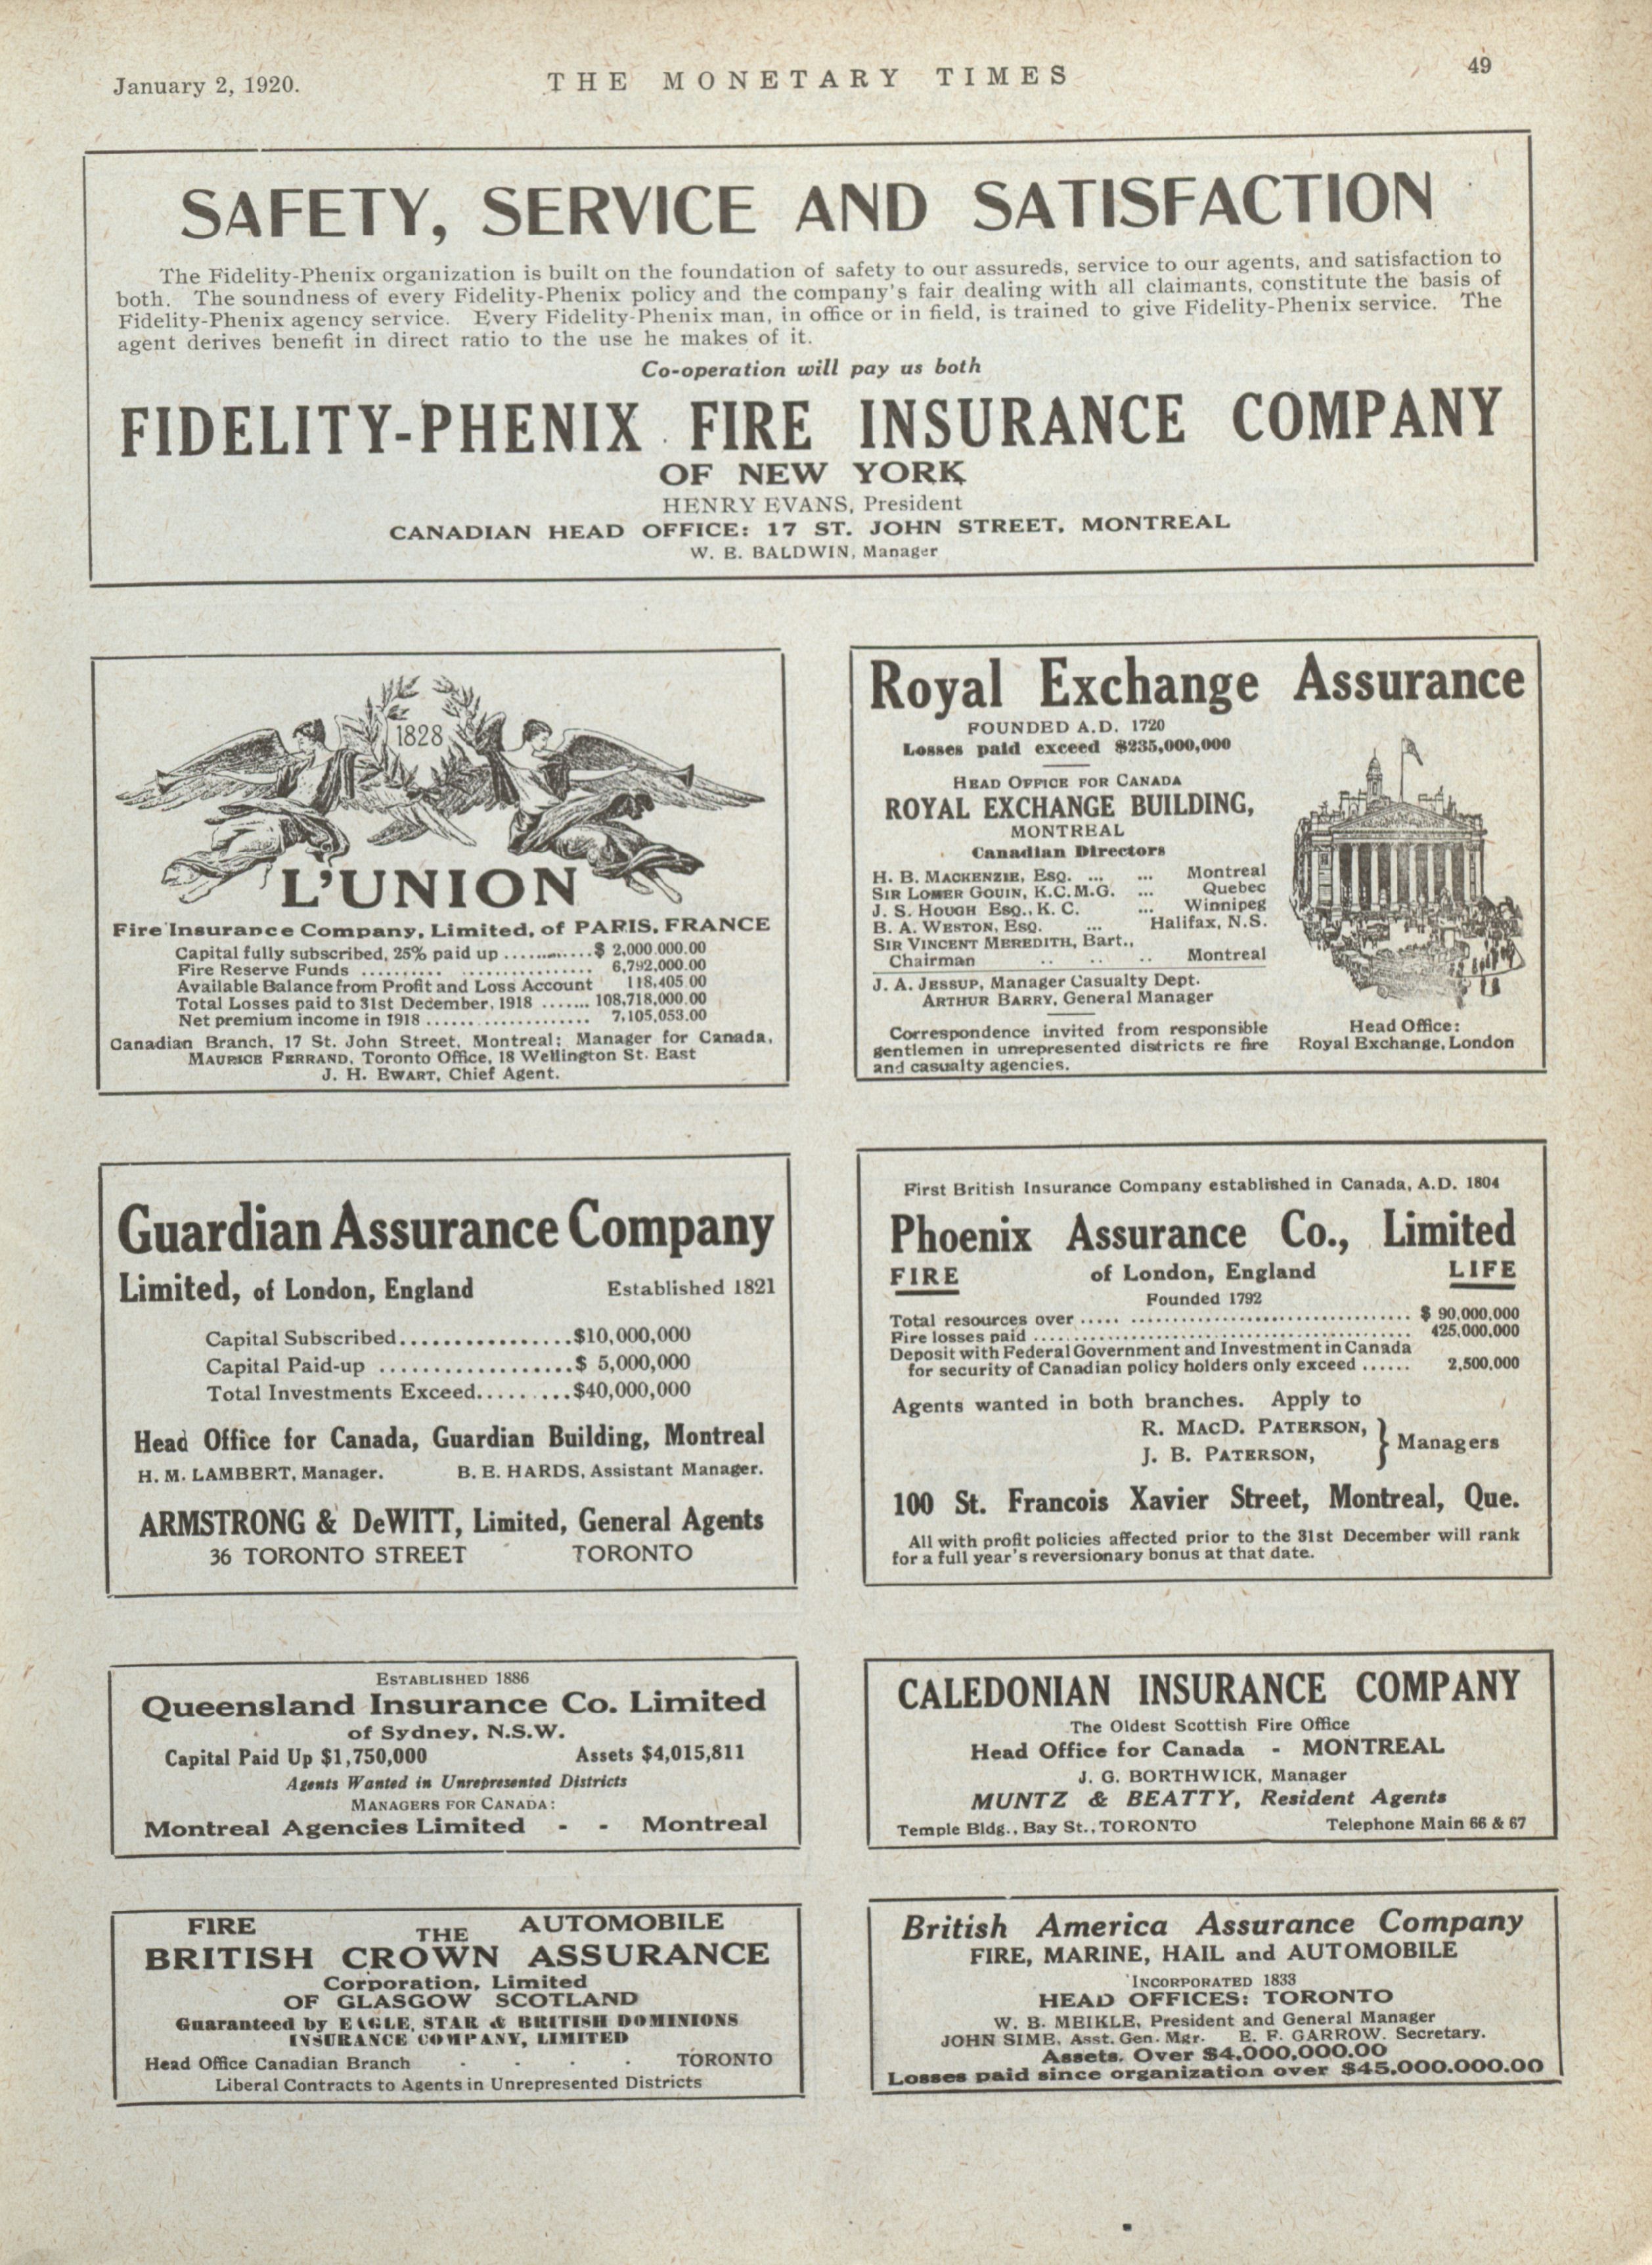 January 2, 1920.
THE MONETARY TIMES
49
SAFETY, SERVICE AND SATISFACTION
The Fidelity-Phenix organization is built on the foundation of safety to our assureds, service to our agents, and satisfaction to
both. The soundness of every Fidelity-Phenix policy and the company's fair dealing with all claimants, constitute the basis of
Fidelity-Phenix agency service. Every Fidelity-Phenix man, in office or in field, is trained to give Fidelity-Phenix service. The
agent derives benefit in direct ratio to the use he makes of it.
Co-operation will pay us both
FIDELITY-PHENIX FIRE INSURANCE COMPANY
OF NEW YORK
HENRY EVANS, President
CANADIAN HEAD OFFICE: 17 ST. JOHN STREET, MONTREAL
W. E. BALDWIN, Manager
1828
L'UNION
Fire Insurance Company, Limited, of PARIS, FRANCE
Capital fully subscribed, 25% paid up ............$ 2,000.000.00
Fire Reserve Funds .......... ................ 6,792,000.00
Available Balance from Profit and Loss Account 118,405.00
Total Losses paid to 31st December, 1918 ....... 108,718,000.00
Net premium income in 1918 ...................... 7,105,053.00
Canadian Branch, 17 St. John Street, Montreal; Manager for Canada,
MAURICE FERRAND, Toronto Office, 18 Wellington St. East
J. H. EWART, Chief Agent.
Royal Exchange Assurance
FOUNDED A.D. 1720
Losses paid exceed $235,000,000
HEAD OFFICE FOR CANADA
ROYAL EXCHANGE BUILDING,
MONTREAL
Canadian Directors
H. B. MACKENZIE, ESQ. ... ... Montreal
SIR LOMER GOUIN, K.C.M.G. ... Quebec
J. S. HOUGH ESQ., K. C. ... Winnipeg
B. A. WESTON, ESQ. ... Halifax, N.S.
SIR VINCENT MEREDITH, Bart.,
Chairman .. .. .. Montreal
J. A. JESSUP, Manager Casualty Dept.
ARTHUR BARRY, General Manager
Correspondence invited from responsible
gentlemen in unrepresented districts re fire
and casualty agencies.
Head Office:
Royal Exchange, London
Guardian Assurance Company
Limited, of London, England Established 1821
Capital Subscribed................$10,000,000
Capital Paid-up ..................$ 5,000,000
Total Investments Exceed.........$40,000,000
Head Office for Canada, Guardian Building, Montreal
H. M. LAMBERT, Manager. B. E. HARDS, Assistant Manager.
ARMSTRONG & DeWITT, Limited, General Agents
36 TORONTO STREET TORONTO
First British Insurance Company established in Canada, A.D. 1804
Phoenix Assurance Co., Limited
FIRE of London, England LIFE
Founded 1792
Total resources over ..... .................................. $ 90,000,000
Fire losses paid .............................................. 425,000,000
Deposit with Federal Government and Investment in Canada
for security of Canadian policy holders only exceed ...... 2,500,000
Agents wanted in both branches. Apply to
R. MACD. PATERSON,
J. B. PATERSON, } Managers
100 St. Francois Xavier Street, Montreal, Que.
All with profit policies affected prior to the 31st December will rank
for a full year's reversionary bonus at that date.
ESTABLISHED 1886
Queensland Insurance Co. Limited
of Sydney, N.S.W.
Capital Paid Up $1,750,000 Assets $4,015,811
Agents Wanted in Unrepresented Districts
MANAGERS FOR CANADA:
Montreal Agencies Limited - - Montreal
CALEDONIAN INSURANCE COMPANY
The Oldest Scottish Fire Office
Head Office for Canada - MONTREAL
J. G. BORTHWICK, Manager
MUNTZ & BEATTY, Resident Agents
Temple Bldg., Bay St., TORONTO Telephone Main 66 & 67
FIRE THE AUTOMOBILE
BRITISH CROWN ASSURANCE
Corporation, Limited
OF GLASGOW SCOTLAND
Guaranteed by EAGLE, STAR & BRITISH DOMINIONS
INSURANCE COMPANY, LIMITED
Head Office Canadian Branch . . . . TORONTO
Liberal Contracts to Agents in Unrepresented Districts
British America Assurance Company
FIRE, MARINE, HAIL and AUTOMOBILE
INCORPORATED 1833
HEAD OFFICES: TORONTO
W. B. MEIKLE, President and General Manager
JOHN SIME, Asst. Gen. Mgr. E. F. GARROW, Secretary.
Assets, Over $4,000,000.00
Losses paid since organization over $45,000,000.00